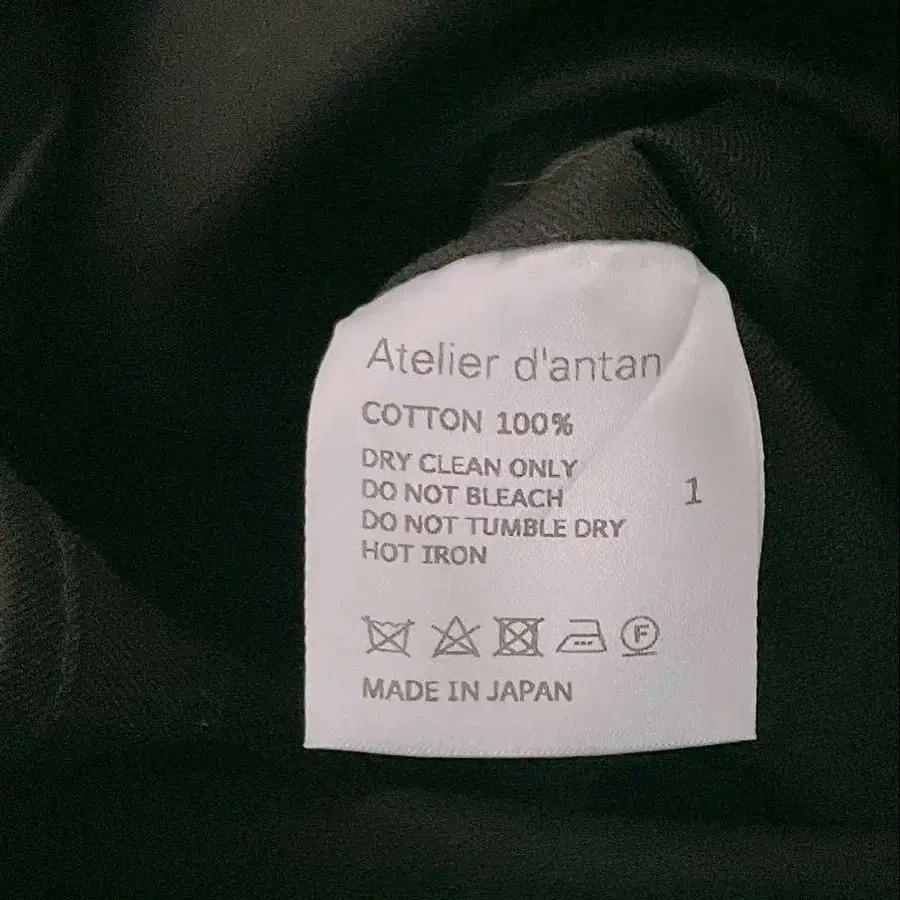 Atelier d'antan
COTTON 100%
DRY CLEAN ONLY
DO NOT BLEACH
DO NOT TUMBLE DRY
HOT IRON
1
F
MADE IN JAPAN